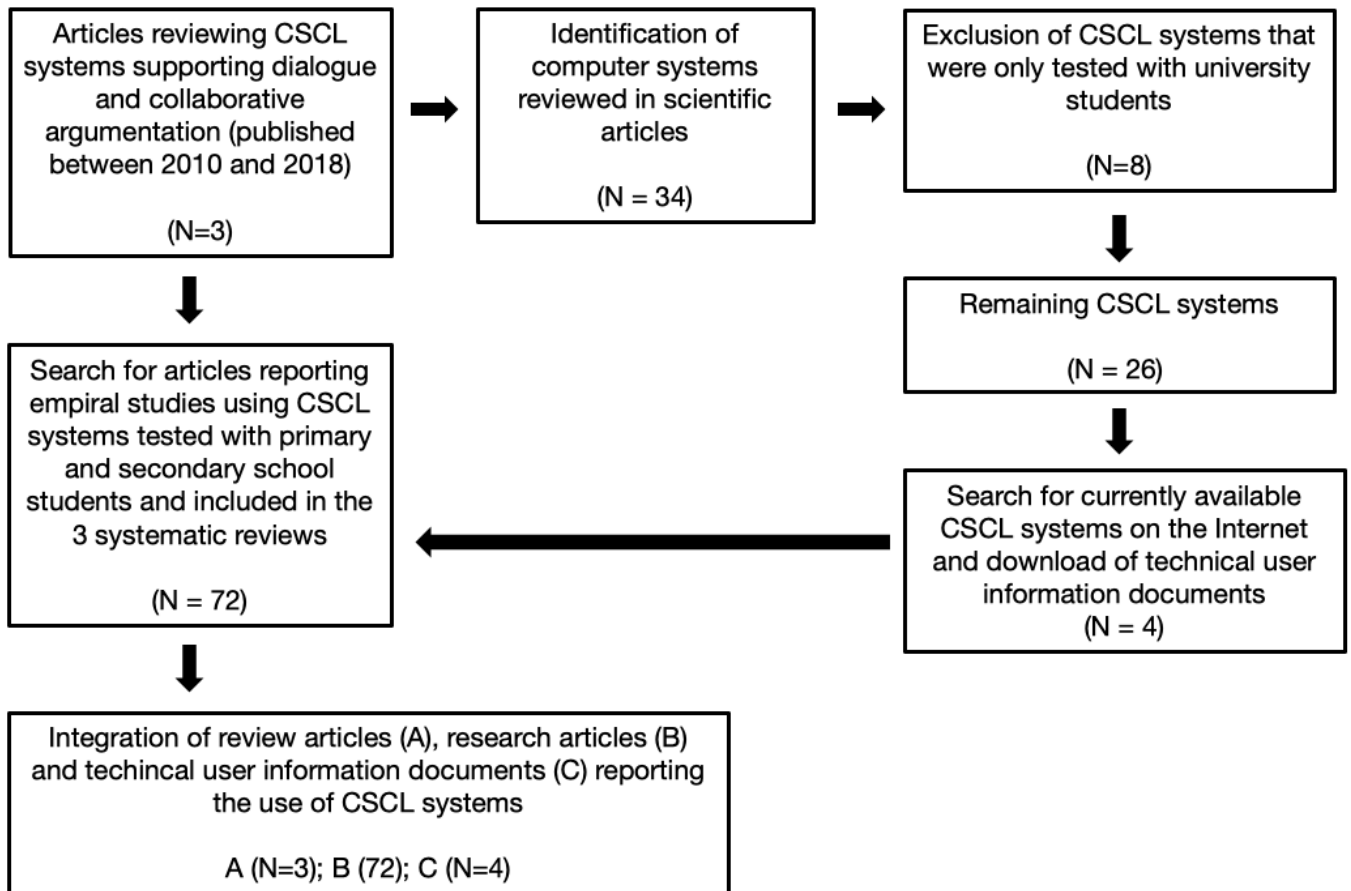 Articles reviewing CSCL
systems supporting dialogue
and collaborative
argumentation (published
between 2010 and 2018)
(N=3)
Identification of
computer systems
reviewed in scientific
articles
(N = 34)
Exclusion of CSCL systems that
were only tested with university
students
(N=8)
Remaining CSCL systems
(N = 26)
Search for currently available
CSCL systems on the Internet
and download of technical user
information documents
(N = 4)
Search for articles reporting
empiral studies using CSCL
systems tested with primary
and secondary school
students and included in the
3 systematic reviews
(N = 72)
Integration of review articles (A), research articles (B)
and techincal user information documents (C) reporting
the use of CSCL systems
A (N=3); B (72); C (N=4)